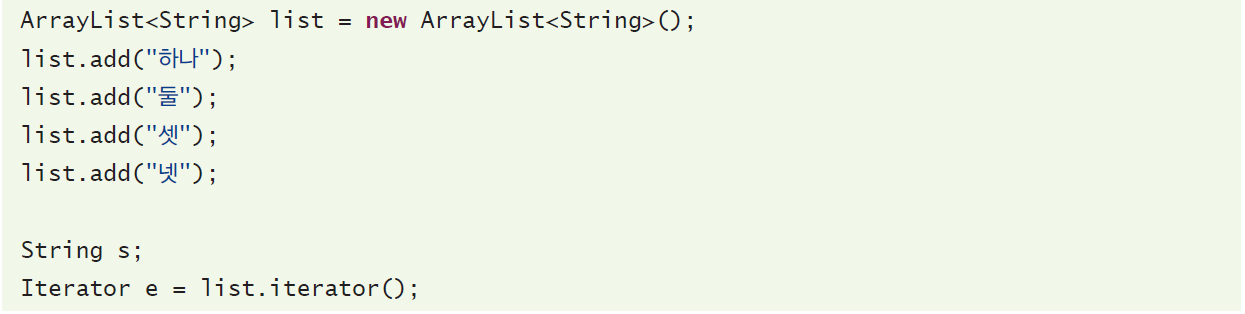 ArrayList<String> list = new ArrayList<String>();
list.add("하나");
list.add("둘");
list.add("셋");
list.add("넷");
String s;
Iterator e = list.iterator();